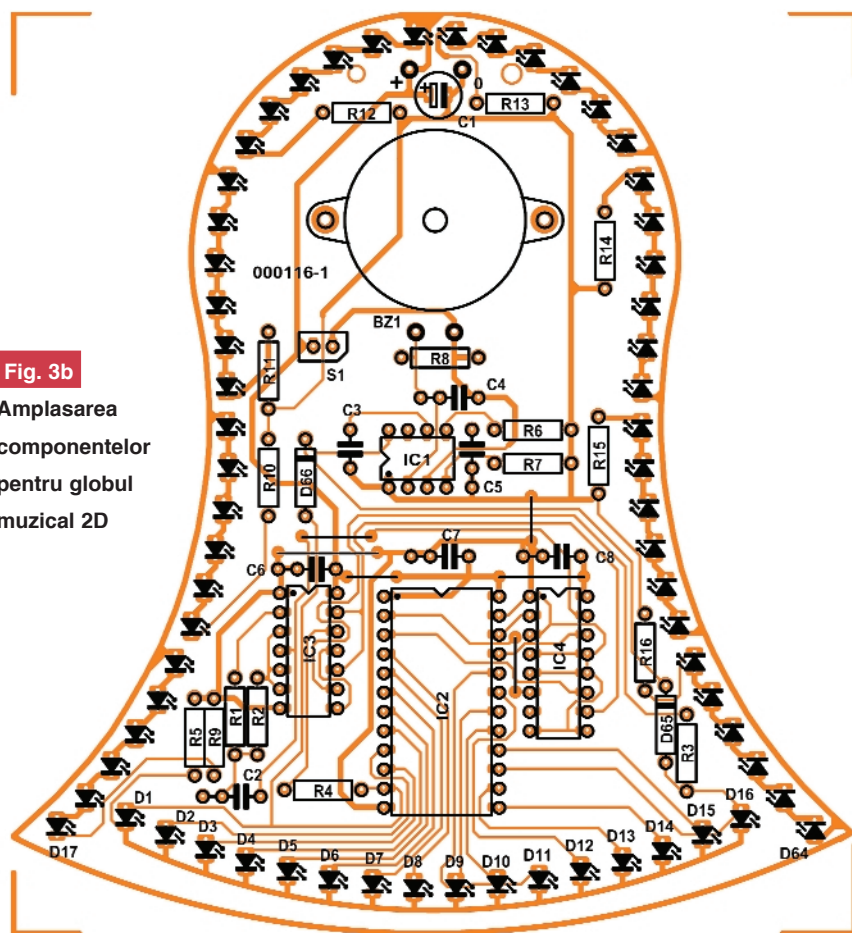 + + 0
R12 C1 R13
R14
000116-1
BZ1
R8
S1
R11
C4
Fig. 3b
Amplasarea
componentelor
pentru globul
muzical 2D
C3
R6
IC1
R7
R15
R10
D66
C5
C7
C6
C8
IC3
IC2
IC4
R16
R1
R2
R5
R9
D65
R3
C2
R4
D1
D2
D3
D4
D5
D6
D7
D8
D9
D10
D11
D12
D13
D14
D15
D16
D17
D64